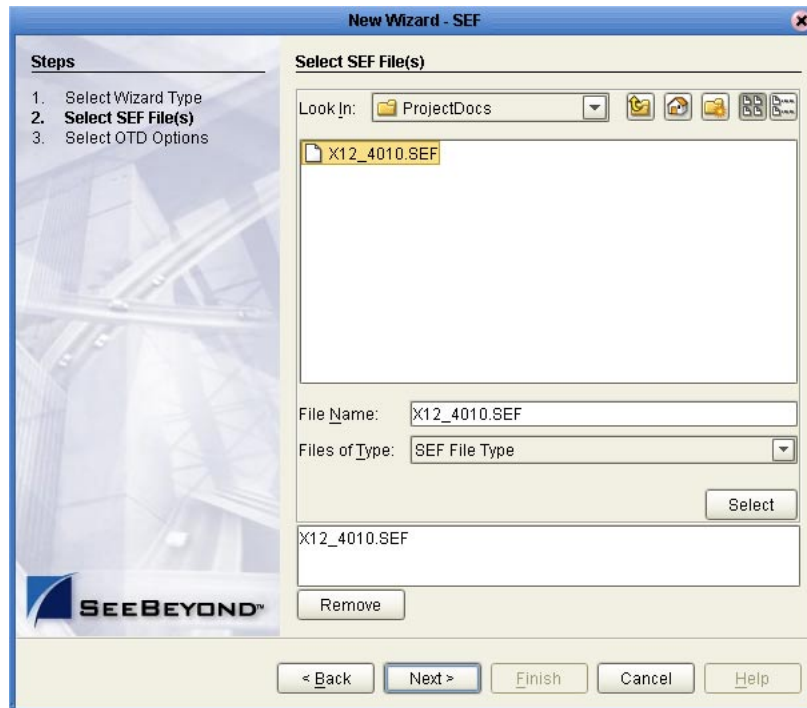 New Wizard - SEF
Steps
1. Select Wizard Type
2. Select SEF File(s)
3. Select OTD Options
SEEBEYOND™
Select SEF File(s)
Look In: ProjectDocs
X12_4010.SEF
File Name: X12_4010.SEF
Files of Type: SEF File Type
Select
X12_4010.SEF
Remove
< Back Next > Finish Cancel Help